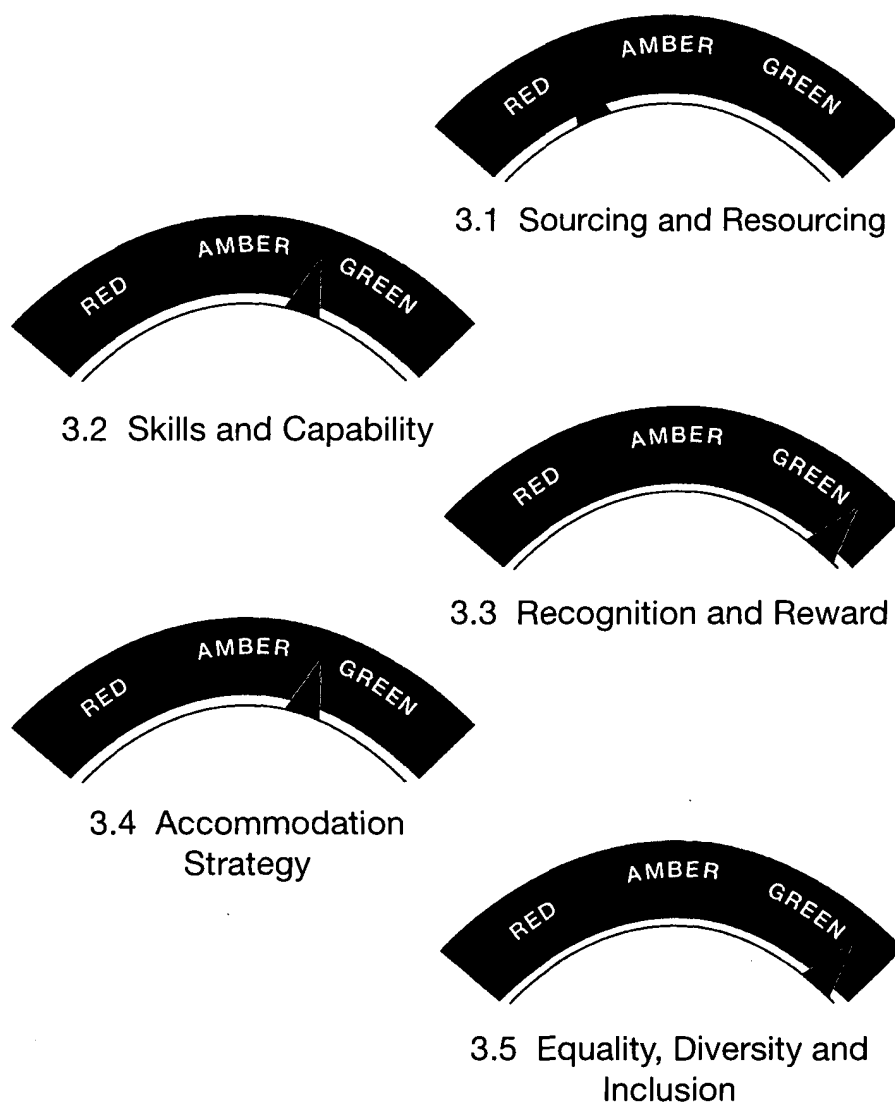 RED AMBER GREEN
3.1 Sourcing and Resourcing
RED AMBER GREEN
3.2 Skills and Capability
RED AMBER GREEN
3.3 Recognition and Reward
RED AMBER GREEN
3.4 Accommodation
Strategy
RED AMBER GREEN
3.5 Equality, Diversity and
Inclusion